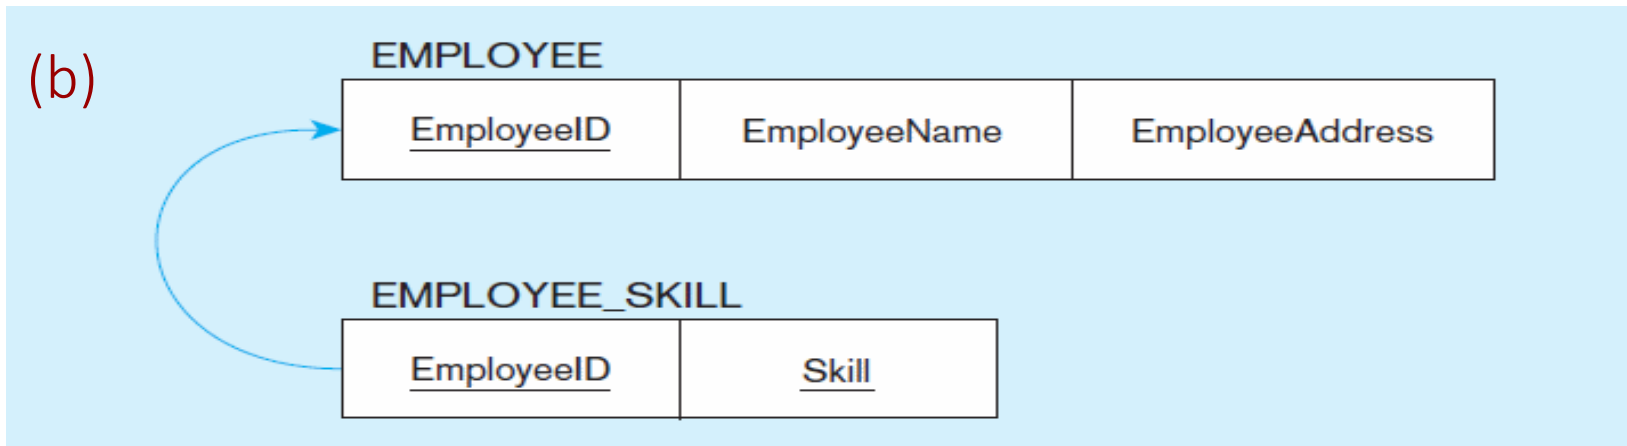 (b)
EMPLOYEE
EmployeeID EmployeeName EmployeeAddress
EMPLOYEE_SKILL
EmployeeID Skill